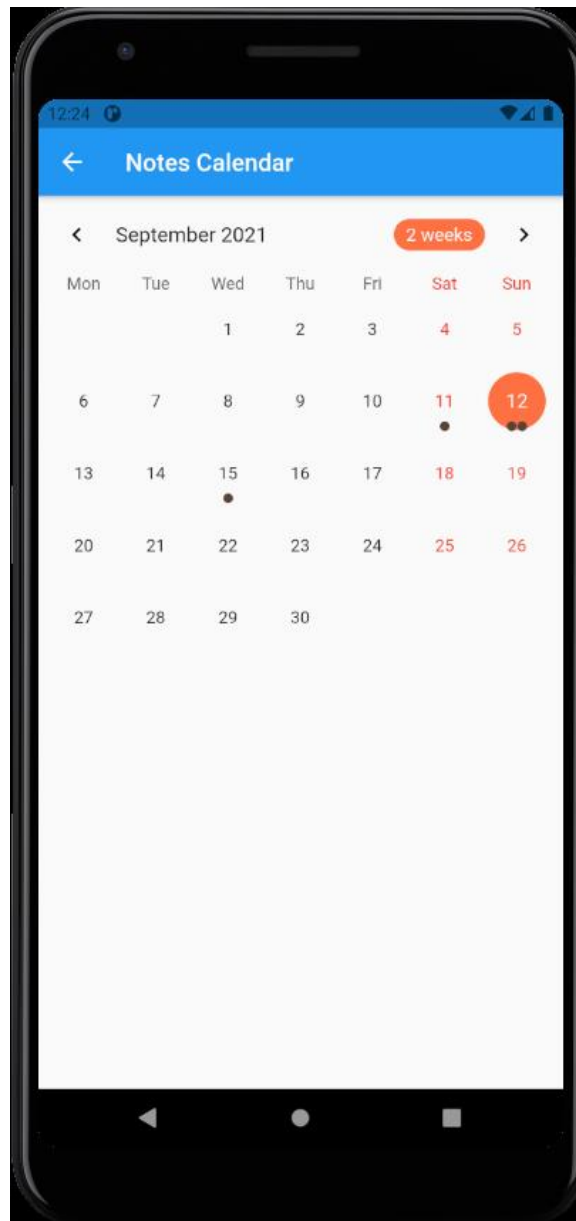 12:24
Notes Calendar
September 2021 2 weeks
Mon Tue Wed Thu Fri Sat Sun
1 2 3 4 5
6 7 8 9 10 11 12
13 14 15 16 17 18 19
20 21 22 23 24 25 26
27 28 29 30